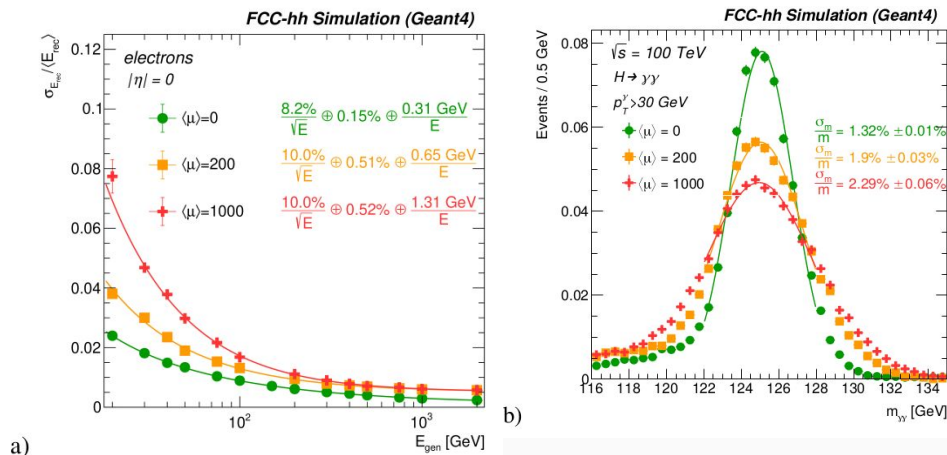 FCC-hh Simulation (Geant4)
σ_{E_rec} / ⟨E_rec⟩
0.12
0.1
0.08
0.06
0.04
0.02
0
electrons
|η| = 0
⟨μ⟩=0
8.2%/√E ⊕ 0.15% ⊕ 0.31 GeV/E
⟨μ⟩=200
10.0%/√E ⊕ 0.51% ⊕ 0.65 GeV/E
⟨μ⟩=1000
10.0%/√E ⊕ 0.52% ⊕ 1.31 GeV/E
10²
10³
E_gen [GeV]
a)
FCC-hh Simulation (Geant4)
Events / 0.5 GeV
0.08
0.06
0.04
0.02
0
√s = 100 TeV
H→ γγ
p_T^γ>30 GeV
⟨μ⟩ = 0
σ_m/m = 1.32% ±0.01%
⟨μ⟩ = 200
σ_m/m = 1.9% ±0.03%
⟨μ⟩ = 1000
σ_m/m = 2.29% ±0.06%
116 118 120 122 124 126 128 130 132 134
m_γγ [GeV]
b)